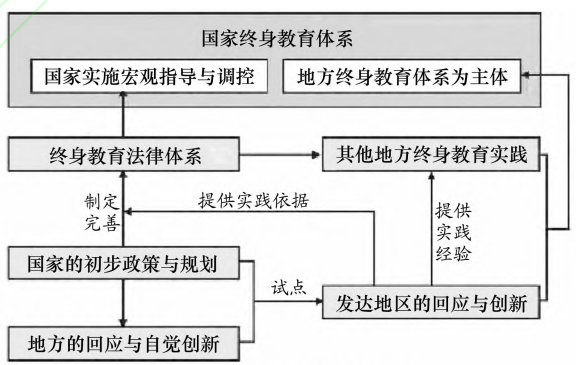 国家终身教育体系
国家实施宏观指导与调控
地方终身教育体系为主体
终身教育法律体系
其他地方终身教育实践
制定
完善
提供实践依据
提供
实践
经验
国家的初步政策与规划
试点
发达地区的回应与创新
地方的回应与自觉创新